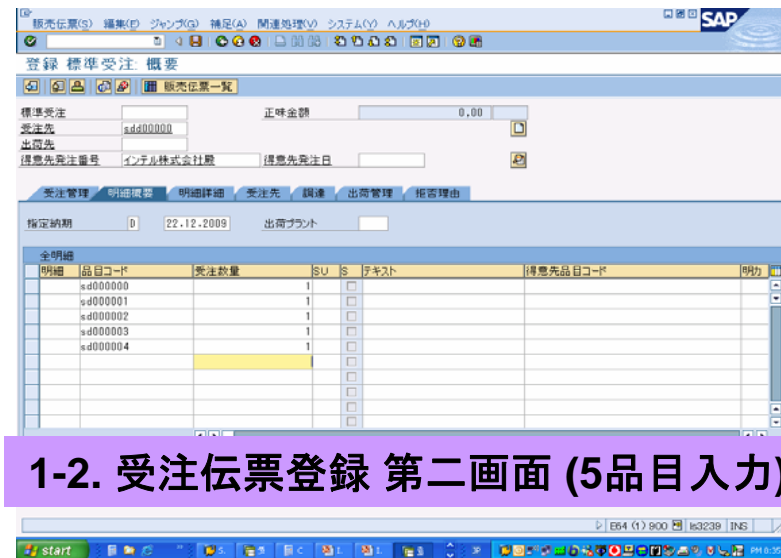 販売伝票(S) 編集(E) ジャンプ(G) 補足(A) 関連処理(V) システム(Y) ヘルプ(H)
SAP
登録 標準受注: 概要
販売伝票一覧
標準受注 正味金額 0,00
受注先 sdd00000
出荷先
得意先発注番号 インテル株式会社殿 得意先発注日
受注管理 明細概要 明細詳細 受注先 調達 出荷管理 拒否理由
指定納期 D 22.12.2009 出荷プラント
全明細
明細 品目コード 受注数量 SU S テキスト 得意先品目コード 明力
sd000000 1
sd000001 1
sd000002 1
sd000003 1
sd000004 1
1-2. 受注伝票登録 第二画面 (5品目入力)
E64 (1) 900 ls3239 INS
start